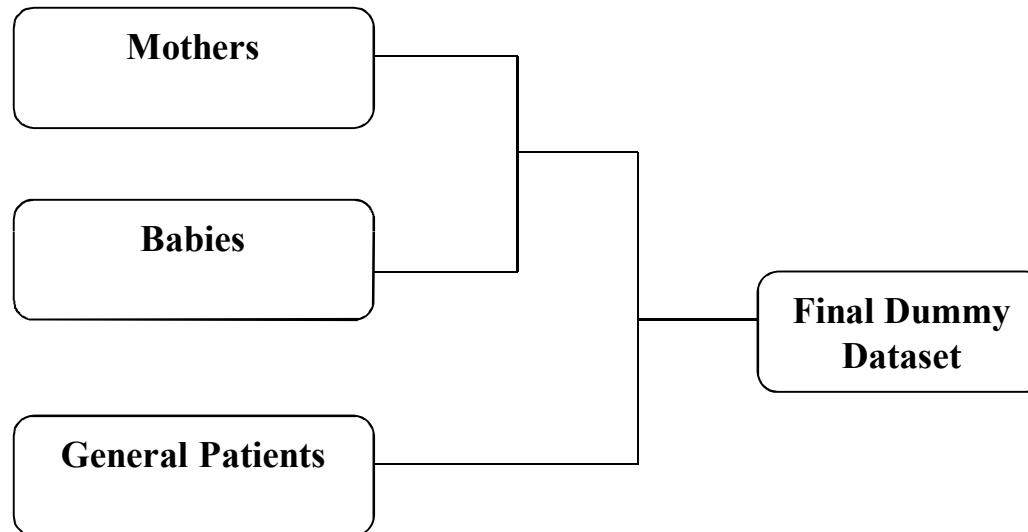 Mothers
Babies
General Patients
Final Dummy
Dataset